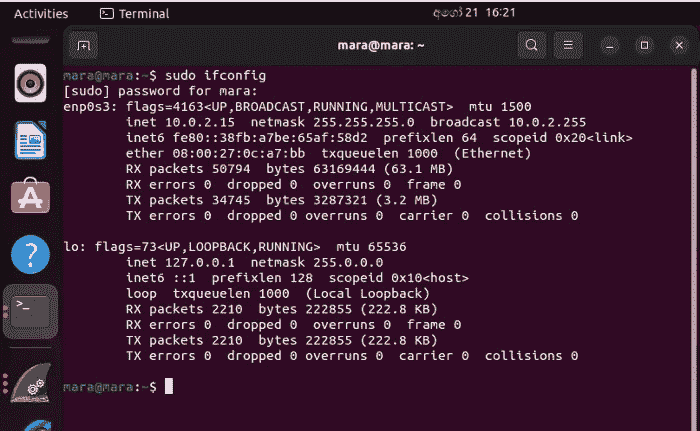 Activities Terminal අගෝ 21 16:21
mara@mara: ~
mara@mara:~$ sudo ifconfig
[sudo] password for mara:
enp0s3: flags=4163<UP,BROADCAST,RUNNING,MULTICAST>  mtu 1500
        inet 10.0.2.15  netmask 255.255.255.0  broadcast 10.0.2.255
        inet6 fe80::38fb:a7be:65af:58d2  prefixlen 64  scopeid 0x20<link>
        ether 08:00:27:0c:a7:bb  txqueuelen 1000  (Ethernet)
        RX packets 50794  bytes 63169444 (63.1 MB)
        RX errors 0  dropped 0  overruns 0  frame 0
        TX packets 34745  bytes 3287321 (3.2 MB)
        TX errors 0  dropped 0 overruns 0  carrier 0  collisions 0
lo: flags=73<UP,LOOPBACK,RUNNING>  mtu 65536
        inet 127.0.0.1  netmask 255.0.0.0
        inet6 ::1  prefixlen 128  scopeid 0x10<host>
        loop  txqueuelen 1000  (Local Loopback)
        RX packets 2210  bytes 222855 (222.8 KB)
        RX errors 0  dropped 0  overruns 0  frame 0
        TX packets 2210  bytes 222855 (222.8 KB)
        TX errors 0  dropped 0 overruns 0  carrier 0  collisions 0
mara@mara:~$